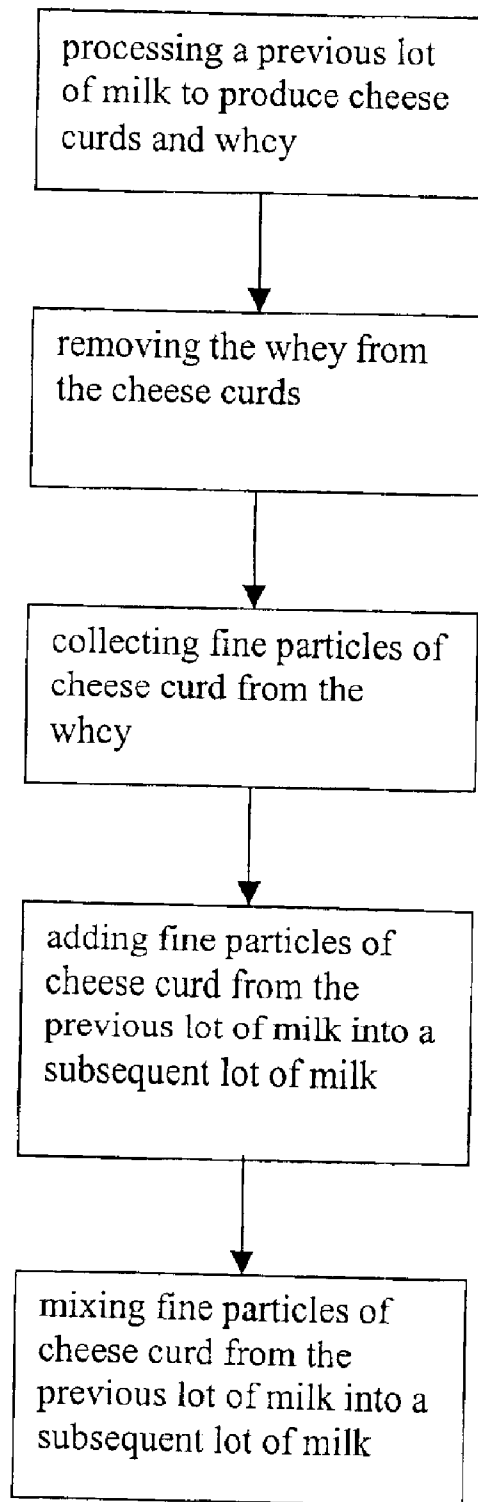 processing a previous lot
of milk to produce cheese
curds and whey
removing the whey from
the cheese curds
collecting fine particles of
cheese curd from the
whey
adding fine particles of
cheese curd from the
previous lot of milk into a
subsequent lot of milk
mixing fine particles of
cheese curd from the
previous lot of milk into a
subsequent lot of milk